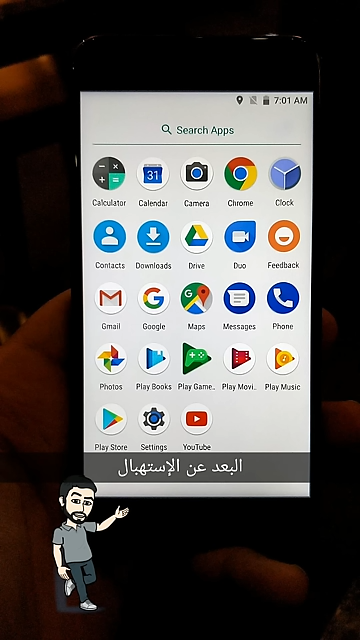 7:01 AM
Search Apps
Calculator Calendar Camera Chrome Clock
31
Contacts Downloads Drive Duo Feedback
Gmail Google Maps Messages Phone
Photos Play Books Play Game.. Play Movi.. Play Music
Play Store Settings YouTube
البعد عن الإستهبال